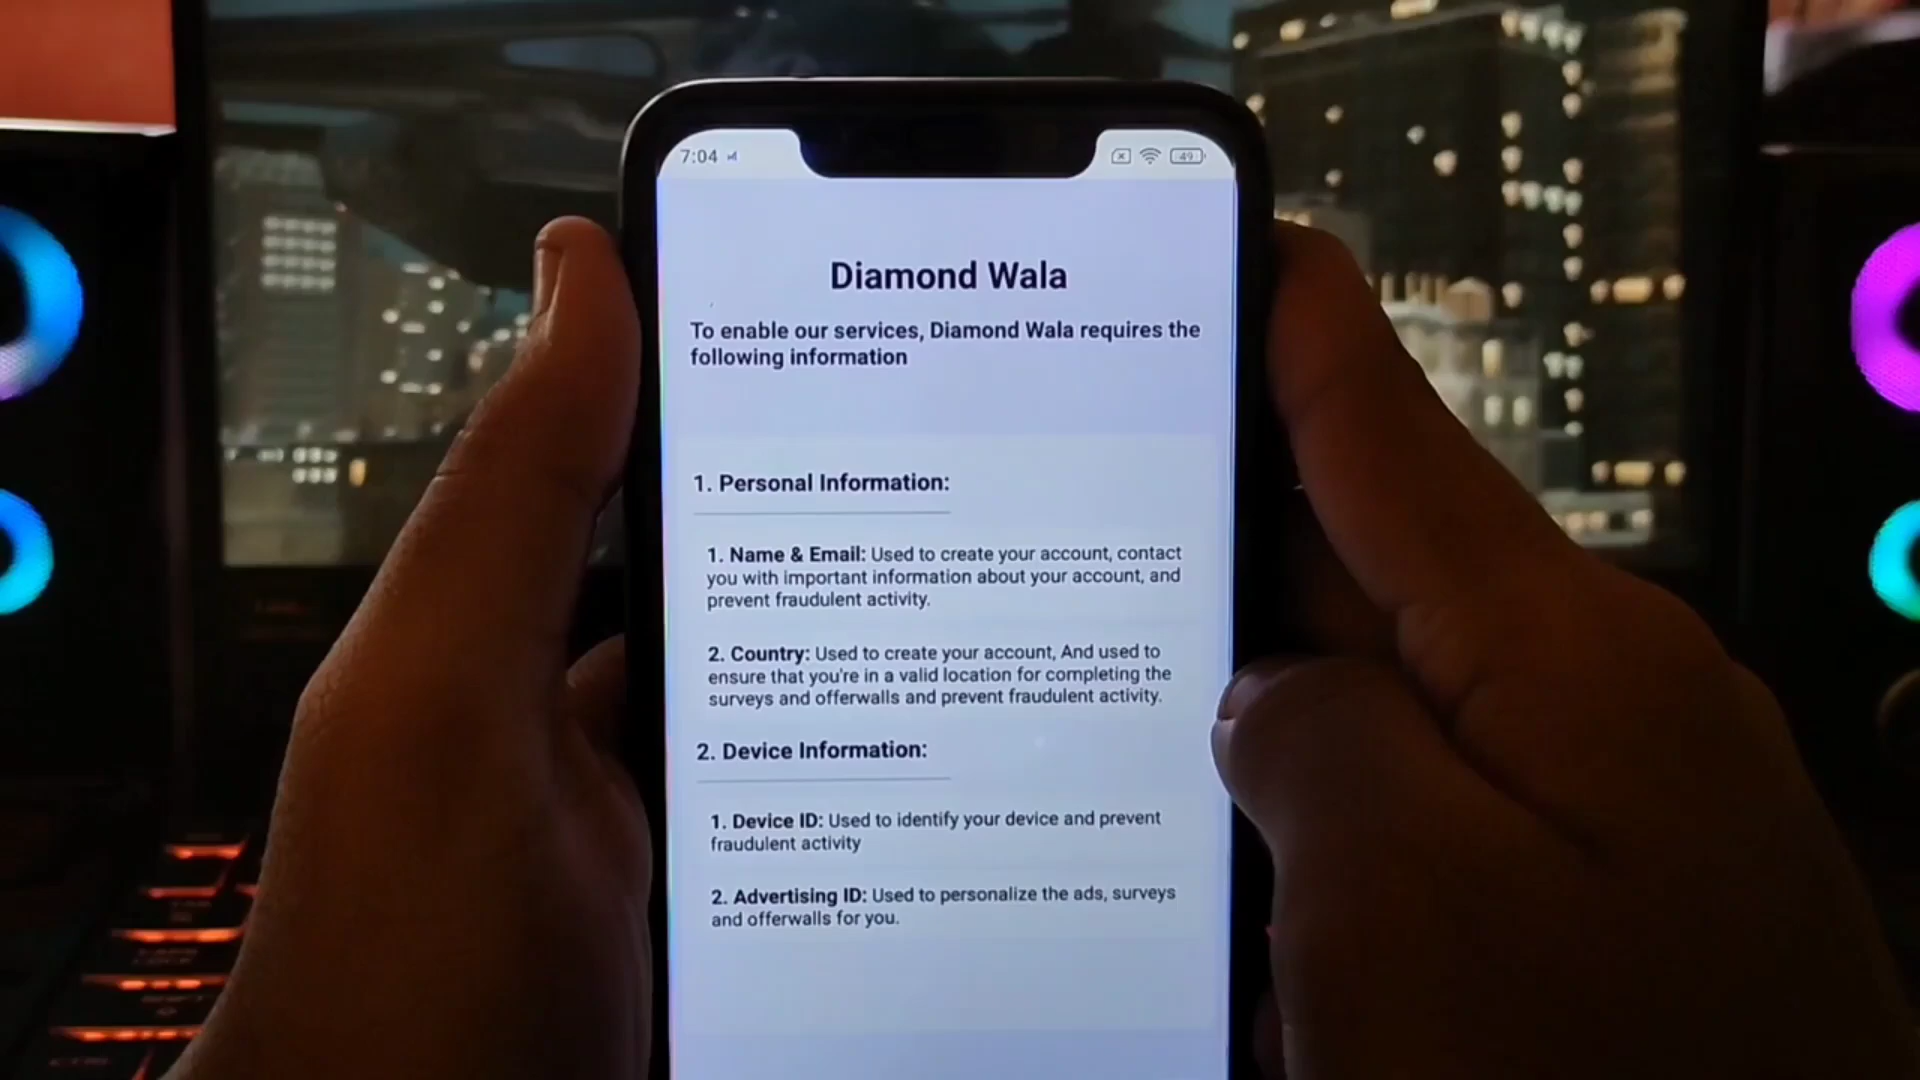 7:04
49
Diamond Wala
To enable our services, Diamond Wala requires the
following information
1. Personal Information:
1. Name & Email: Used to create your account, contact
you with important information about your account, and
prevent fraudulent activity.
2. Country: Used to create your account, And used to
ensure that you're in a valid location for completing the
surveys and offerwalls and prevent fraudulent activity.
2. Device Information:
1. Device ID: Used to identify your device and prevent
fraudulent activity
2. Advertising ID: Used to personalize the ads, surveys
and offerwalls for you.